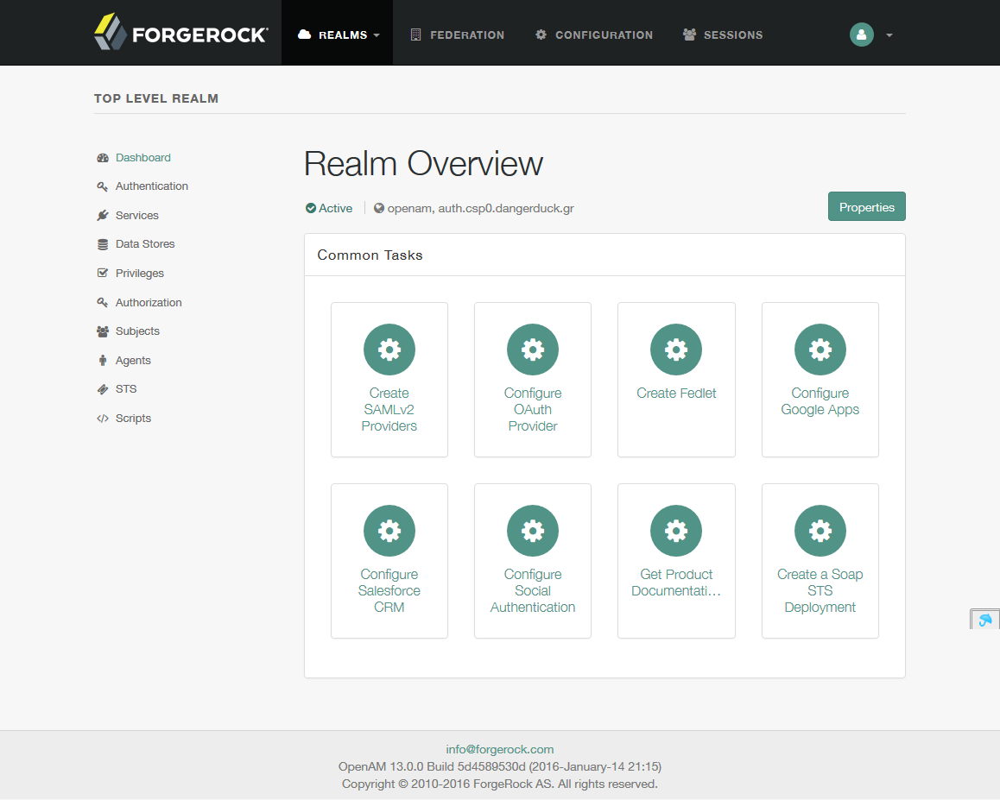 FORGEROCK
REALMS
FEDERATION
CONFIGURATION
SESSIONS
TOP LEVEL REALM
Dashboard
Authentication
Services
Data Stores
Privileges
Authorization
Subjects
Agents
STS
Scripts
Realm Overview
Active
openam, auth.csp0.dangerduck.gr
Properties
Common Tasks
Create
SAMLv2
Providers
Configure
OAuth
Provider
Create Fedlet
Configure
Google Apps
Configure
Salesforce
CRM
Configure
Social
Authentication
Get Product
Documentati...
Create a Soap
STS
Deployment
info@forgerock.com
OpenAM 13.0.0 Build 5d4589530d (2016-January-14 21:15)
Copyright © 2010-2016 ForgeRock AS. All rights reserved.